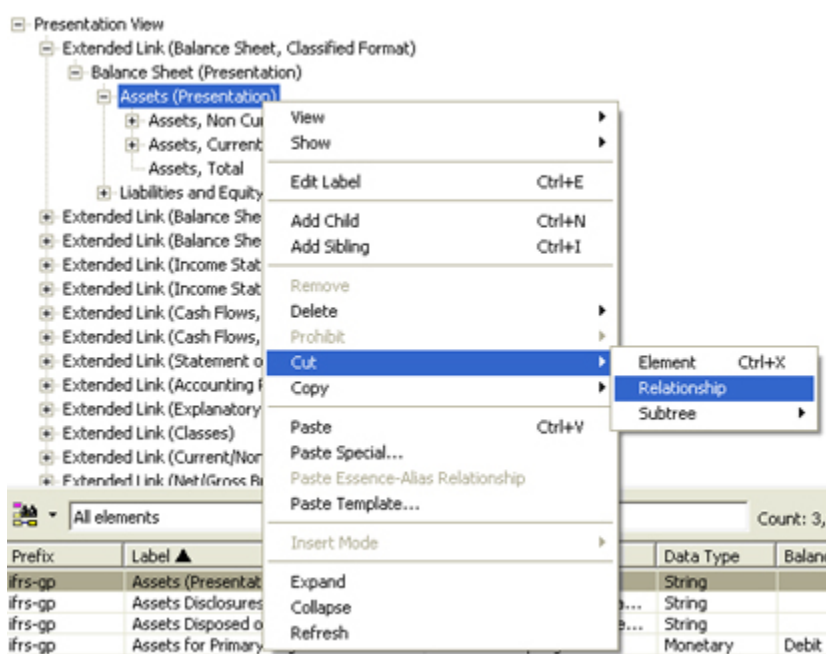 Presentation View
Extended Link (Balance Sheet, Classified Format)
Balance Sheet (Presentation)
Assets (Presentation)
Assets, Non Cu
Assets, Current
Assets, Total
Liabilities and Equity
Extended Link (Balance She
Extended Link (Balance She
Extended Link (Income Stat
Extended Link (Income Stat
Extended Link (Cash Flows,
Extended Link (Cash Flows,
Extended Link (Statement o
Extended Link (Accounting
Extended Link (Explanatory
Extended Link (Classes)
Extended Link (Current/Nor
Extended Link (Net/Gross B
View
Show
Edit Label Ctrl+E
Add Child Ctrl+N
Add Sibling Ctrl+I
Remove
Delete
Prohibit
Cut
Copy
Paste Ctrl+V
Paste Special...
Paste Essence-Alias Relationship
Paste Template...
Insert Mode
Expand
Collapse
Refresh
Element Ctrl+X
Relationship
Subtree
All elements Count: 3,
Prefix Label ▲ Data Type Balan
ifrs-gp Assets (Presentat String
ifrs-gp Assets Disclosures String
ifrs-gp Assets Disposed o String
ifrs-gp Assets for Primary Monetary Debit